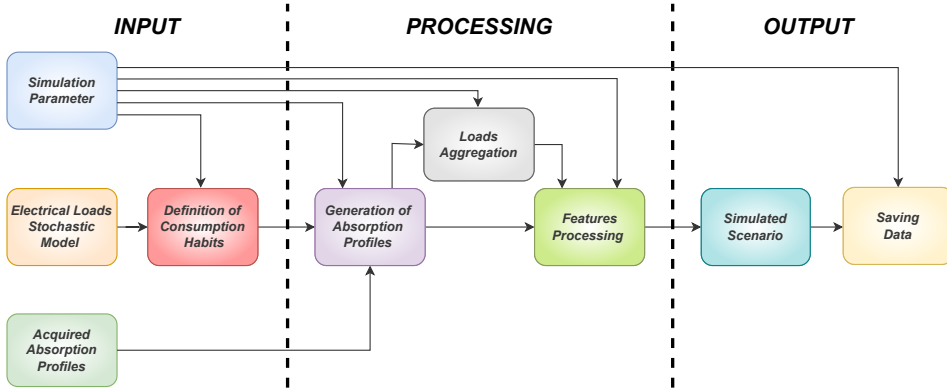 INPUT
PROCESSING
OUTPUT
Simulation
Parameter
Loads
Aggregation
Electrical Loads
Stochastic
Model
Definition of
Consumption
Habits
Generation of
Absorption
Profiles
Features
Processing
Simulated
Scenario
Saving
Data
Acquired
Absorption
Profiles